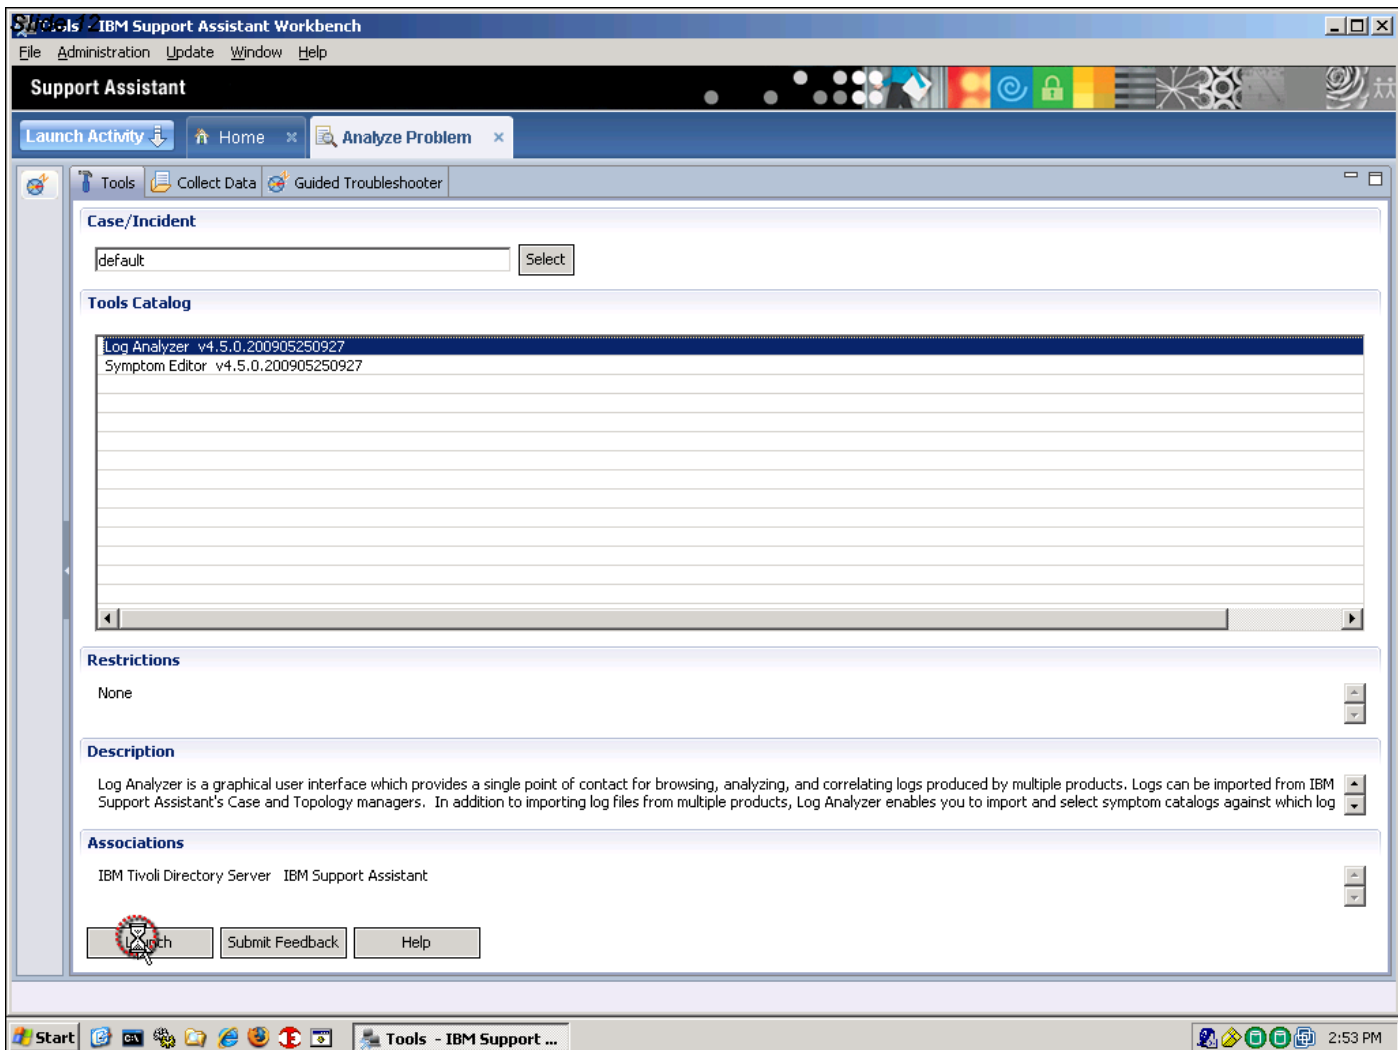 Slide 12
Tools - IBM Support Assistant Workbench
File Administration Update Window Help
Support Assistant
Launch Activity Home Analyze Problem
Tools Collect Data Guided Troubleshooter
Case/Incident
default Select
Tools Catalog
Log Analyzer v4.5.0.200905250927
Symptom Editor v4.5.0.200905250927
Restrictions
None
Description
Log Analyzer is a graphical user interface which provides a single point of contact for browsing, analyzing, and correlating logs produced by multiple products. Logs can be imported from IBM
Support Assistant's Case and Topology managers. In addition to importing log files from multiple products, Log Analyzer enables you to import and select symptom catalogs against which log
Associations
IBM Tivoli Directory Server IBM Support Assistant
Launch Submit Feedback Help
Start Tools - IBM Support ... 2:53 PM